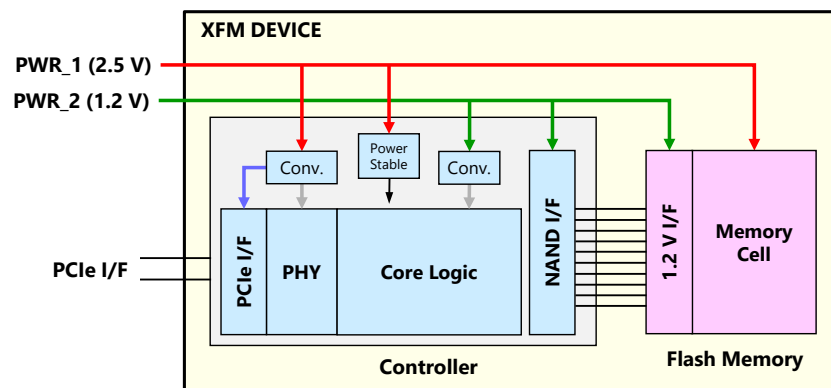 XFM DEVICE
PWR_1 (2.5 V)
PWR_2 (1.2 V)
Conv.
Power
Stable
Conv.
PCIe I/F
PCIe I/F
PHY
Core Logic
NAND I/F
1.2 V I/F
Memory
Cell
Controller
Flash Memory